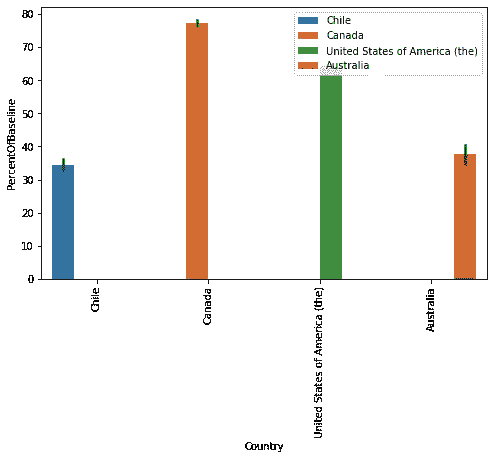 80
70
60
50
40
30
20
10
0
PercentOfBaseline
Chile
Canada
United States of America (the)
Australia
Chile
Canada
United States of America (the)
Australia
Country